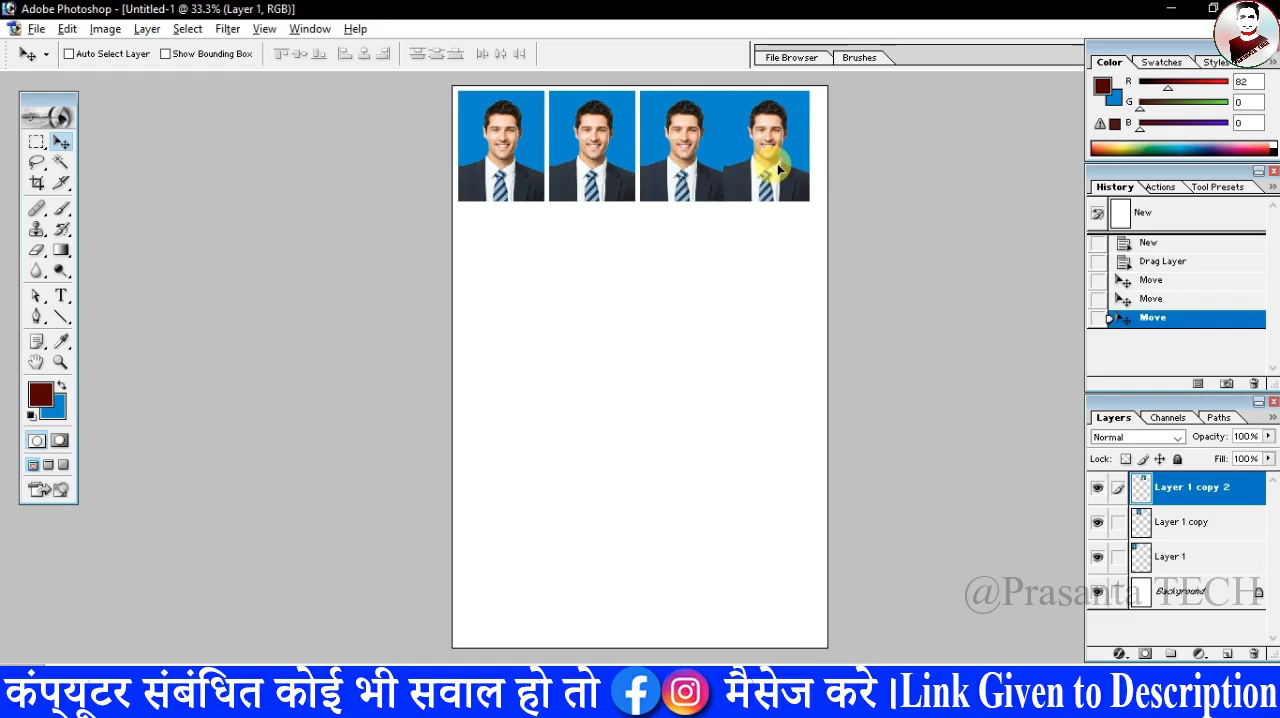 Adobe Photoshop - [Untitled-1 @ 33.3% (Layer 1, RGB)]
File Edit Image Layer Select Filter View Window Help
Auto Select Layer Show Bounding Box
File Browser Brushes
Color Swatches Styles
R 82
G 0
B 0
History Actions Tool Presets
New
New
Drag Layer
Move
Move
Move
Layers Channels Paths
Normal Opacity: 100%
Lock: Fill: 100%
Layer 1 copy 2
Layer 1 copy
Layer 1
Background
@Prasanta TECH
कंप्यूटर संबंधित कोई भी सवाल हो तो मैसेज करे।Link Given to Description